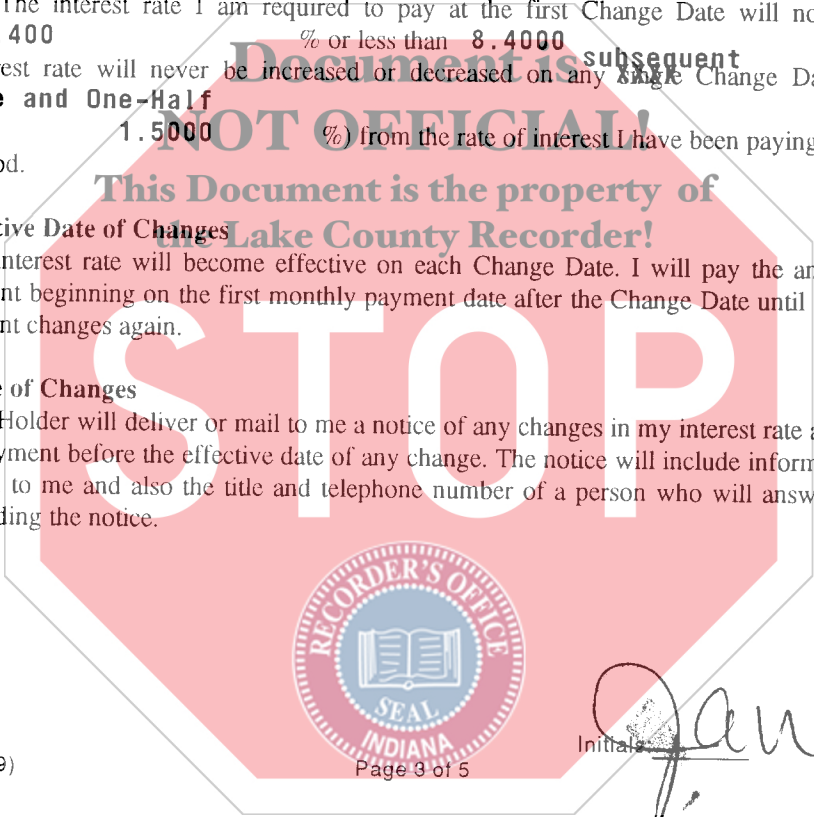 The interest rate I am required to pay at the first Change Date will no
400 % or less than 8.4000
Document is
subsequent
est rate will never be increased or decreased on any single Change Da
XXXX
e and One-Half
NOT OFFICIAL!
1.5000 %) from the rate of interest I have been paying
od.
This Document is the property of
the Lake County Recorder!
tive Date of Changes
interest rate will become effective on each Change Date. I will pay the an
nt beginning on the first monthly payment date after the Change Date until
nt changes again.
STOP
e of Changes
Holder will deliver or mail to me a notice of any changes in my interest rate a
yment before the effective date of any change. The notice will include inform
to me and also the title and telephone number of a person who will answ
ding the notice.
RECORDER'S OFFICE
SEAL
INDIANA
Initials:
9)
Page 3 of 5